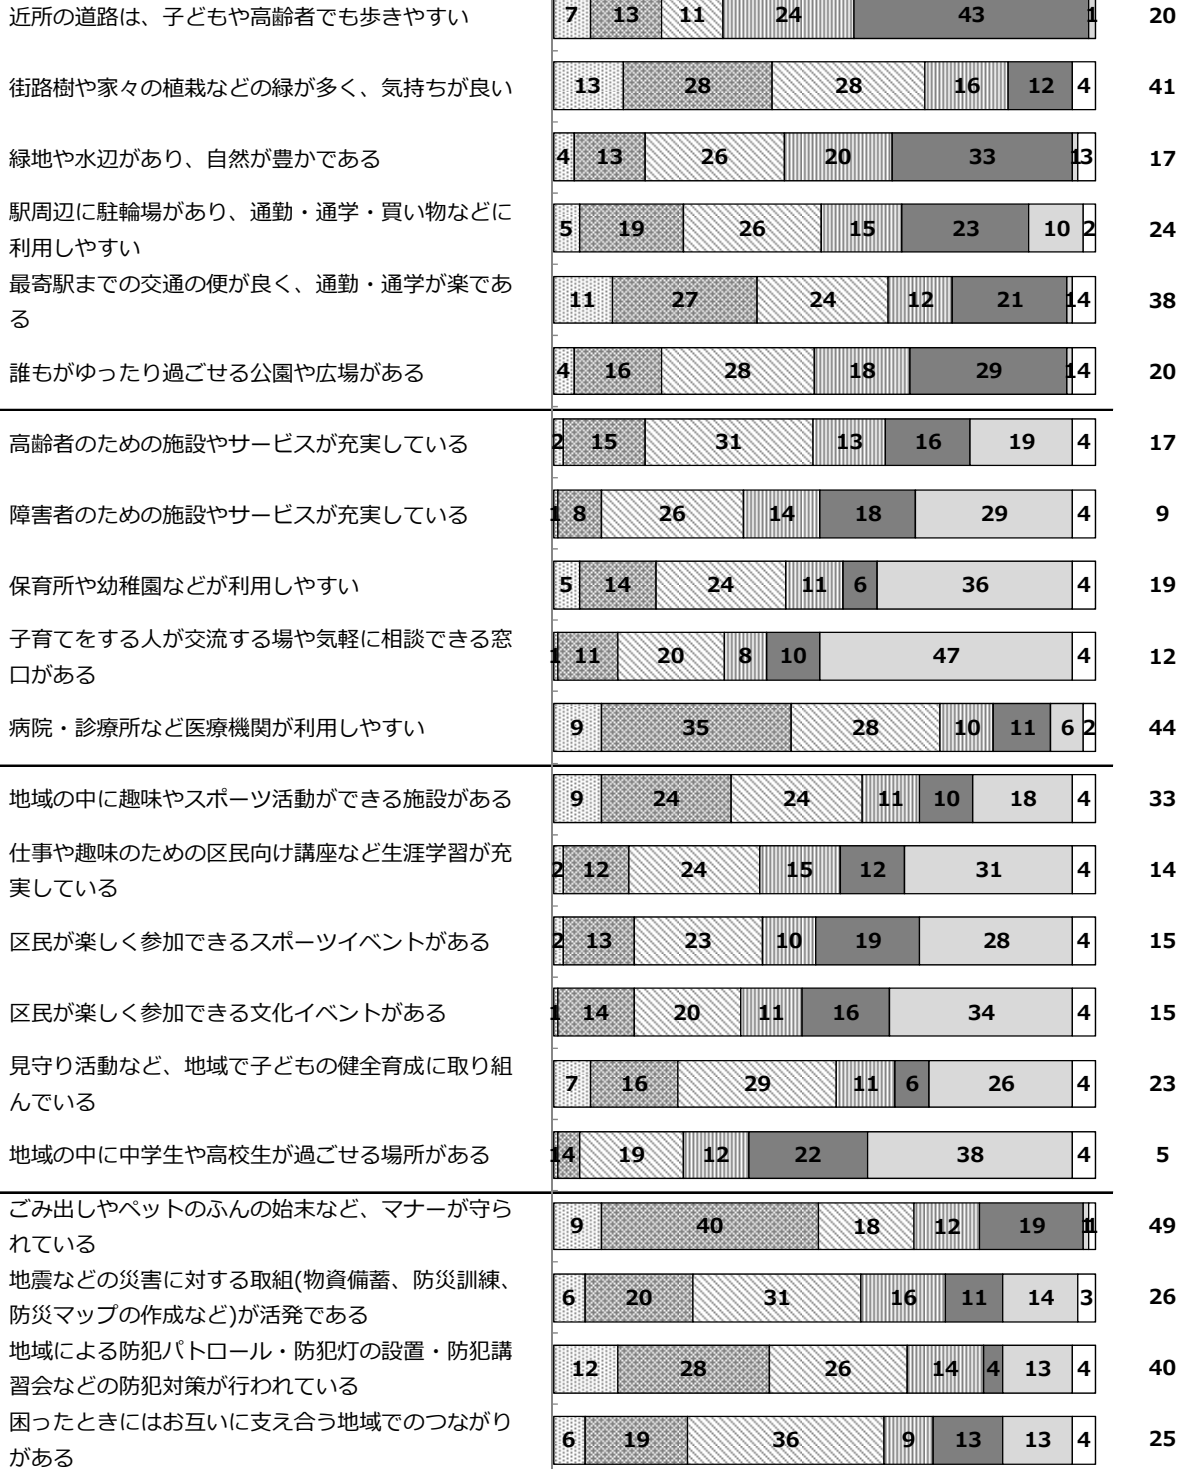 近所の道路は、子どもや高齢者でも歩きやすい 7 13 11 24 43 1 20
街路樹や家々の植栽などの緑が多く、気持ちが良い 13 28 28 16 12 4 41
緑地や水辺があり、自然が豊かである 4 13 26 20 33 1 3 17
駅周辺に駐輪場があり、通勤・通学・買い物などに
利用しやすい 5 19 26 15 23 10 2 24
最寄駅までの交通の便が良く、通勤・通学が楽であ
る 11 27 24 12 21 1 4 38
誰もがゆったり過ごせる公園や広場がある 4 16 28 18 29 1 4 20
高齢者のための施設やサービスが充実している 2 15 31 13 16 19 4 17
障害者のための施設やサービスが充実している 1 8 26 14 18 29 4 9
保育所や幼稚園などが利用しやすい 5 14 24 11 6 36 4 19
子育てをする人が交流する場や気軽に相談できる窓
口がある 1 11 20 8 10 47 4 12
病院・診療所など医療機関が利用しやすい 9 35 28 10 11 6 2 44
地域の中に趣味やスポーツ活動ができる施設がある 9 24 24 11 10 18 4 33
仕事や趣味のための区民向け講座など生涯学習が充
実している 2 12 24 15 12 31 4 14
区民が楽しく参加できるスポーツイベントがある 2 13 23 10 19 28 4 15
区民が楽しく参加できる文化イベントがある 1 14 20 11 16 34 4 15
見守り活動など、地域で子どもの健全育成に取り組
んでいる 7 16 29 11 6 26 4 23
地域の中に中学生や高校生が過ごせる場所がある 1 4 19 12 22 38 4 5
ごみ出しやペットのふんの始末など、マナーが守ら
れている 9 40 18 12 19 1 1 49
地震などの災害に対する取組(物資備蓄、防災訓練、
防災マップの作成など)が活発である 6 20 31 16 11 14 3 26
地域による防犯パトロール・防犯灯の設置・防犯講
習会などの防犯対策が行われている 12 28 26 14 4 13 4 40
困ったときにはお互いに支え合う地域でのつながり
がある 6 19 36 9 13 13 4 25